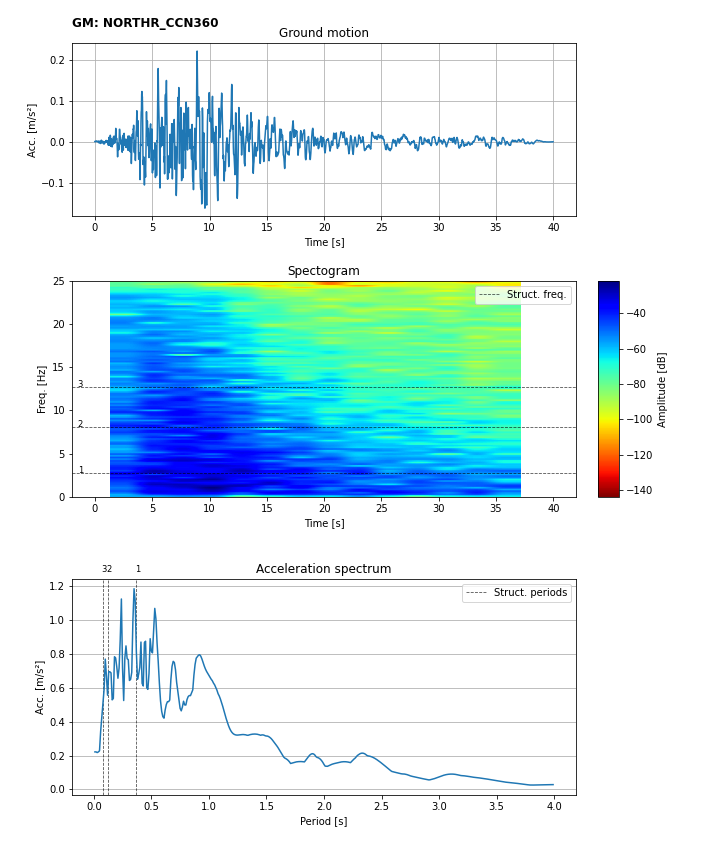 GM: NORTHR_CCN360
Ground motion
Acc. [m/s²]
0.2
0.1
0.0
−0.1
0 5 10 15 20 25 30 35 40
Time [s]
Spectogram
Freq. [Hz]
25
20
15
10
5
0
Struct. freq.
3
2
1
0 5 10 15 20 25 30 35 40
Time [s]
−40
−60
−80
−100
−120
−140
Amplitude [dB]
32 1
Acceleration spectrum
Acc. [m/s²]
1.2
1.0
0.8
0.6
0.4
0.2
0.0
Struct. periods
0.0 0.5 1.0 1.5 2.0 2.5 3.0 3.5 4.0
Period [s]